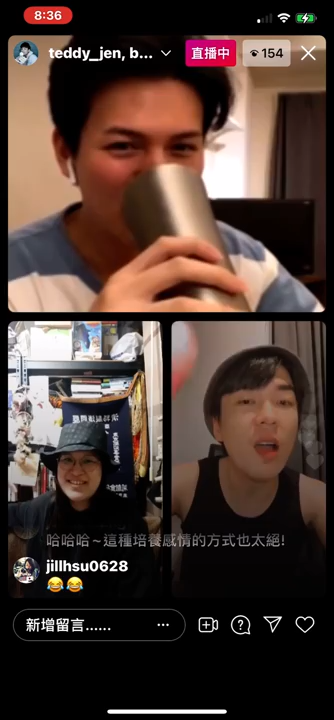 8:36
teddy_jen, b...
直播中
154
哈哈哈~這種培養感情的方式也太絕!
jillhsu0628
😂😂
新增留言......